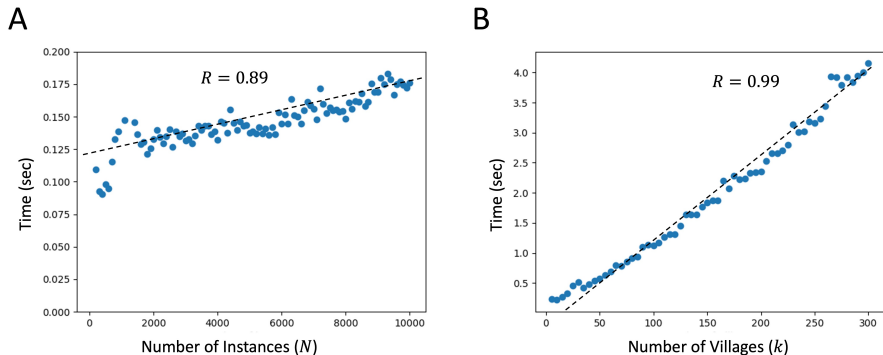 A
Time (sec)
0.200
0.175
0.150
0.125
0.100
0.075
0.050
0.025
0.000
R = 0.89
0 2000 4000 6000 8000 10000
Number of Instances (N)
B
Time (sec)
4.0
3.5
3.0
2.5
2.0
1.5
1.0
0.5
R = 0.99
0 50 100 150 200 250 300
Number of Villages (k)